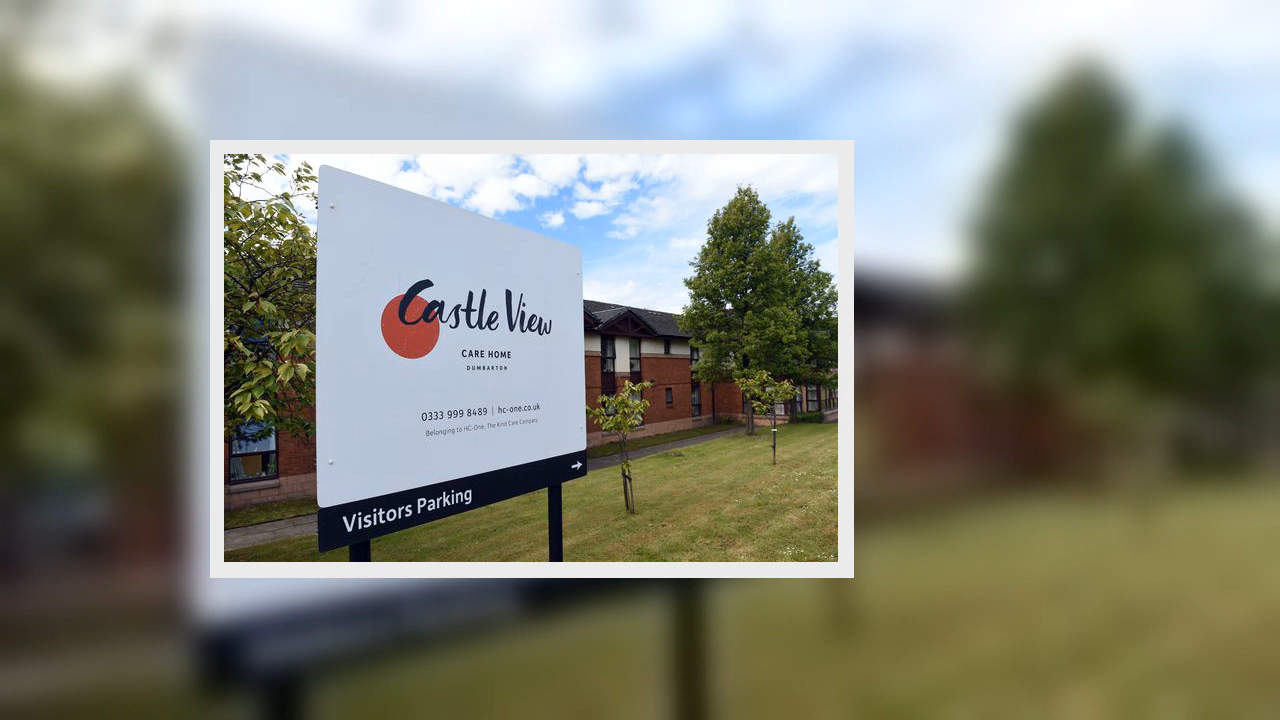 Castle View
CARE HOME
DUMBARTON
0333 999 8489 | hc-one.co.uk
Belonging to HC-One, The Kind Care Company
Visitors Parking